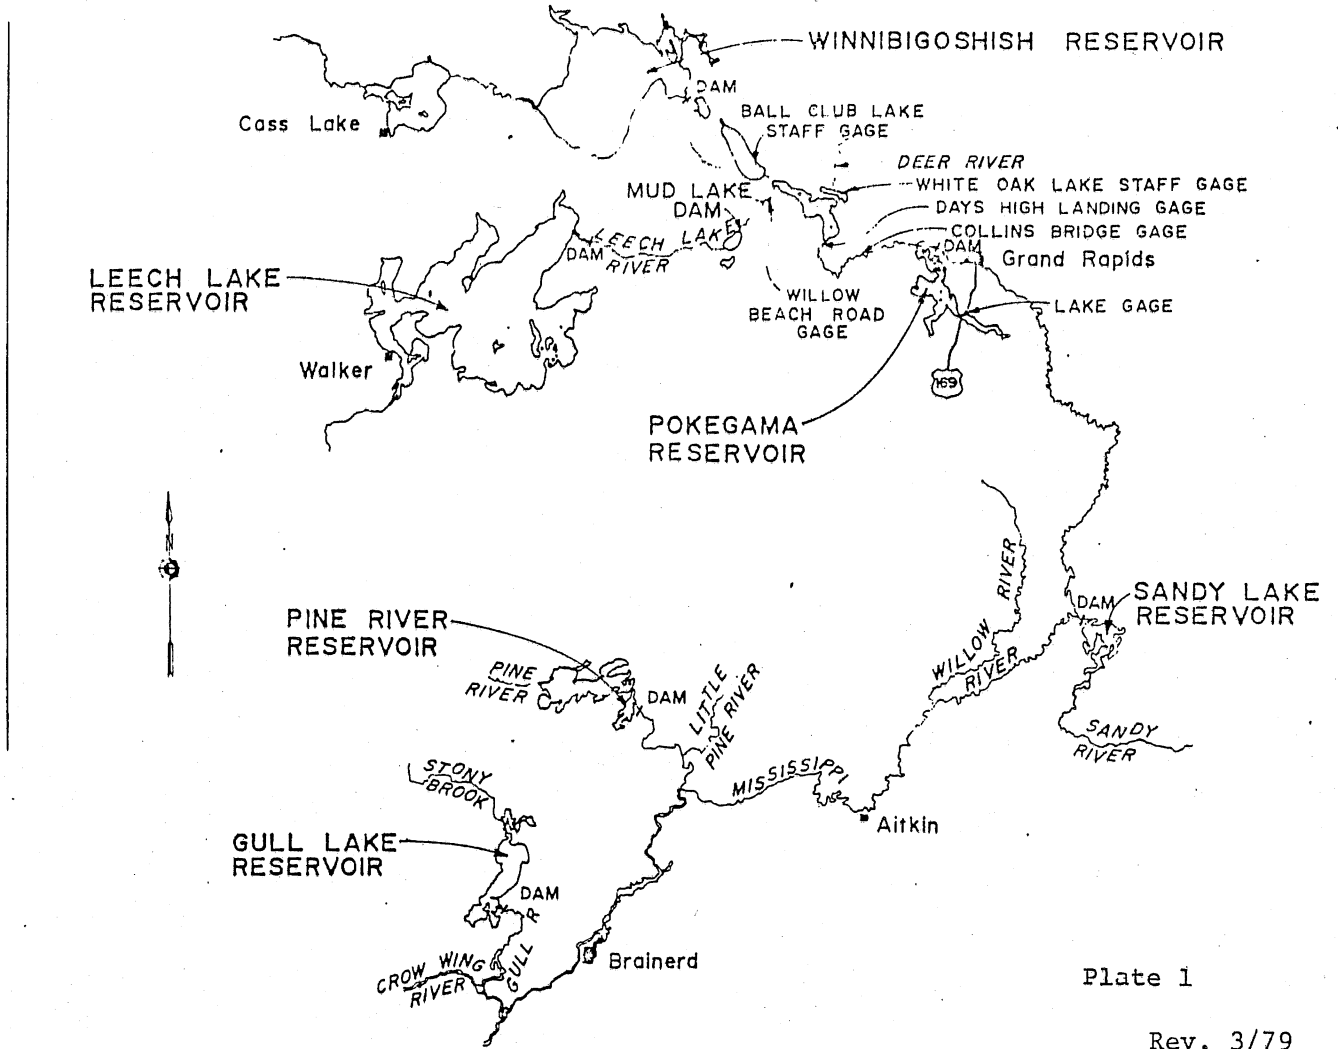 WINNIBIGOSHISH RESERVOIR
DAM
Cass Lake
BALL CLUB LAKE
STAFF GAGE
DEER RIVER
MUD LAKE
DAM
WHITE OAK LAKE STAFF GAGE
DAYS HIGH LANDING GAGE
COLLINS BRIDGE GAGE
LEECH LAKE
RIVER
DAM
DAM
Grand Rapids
LEECH LAKE
RESERVOIR
WILLOW
BEACH ROAD
GAGE
LAKE GAGE
Walker
169
POKEGAMA
RESERVOIR
N
RIVER
WILLOW
RIVER
DAM
SANDY LAKE
RESERVOIR
PINE RIVER
RESERVOIR
PINE
RIVER
DAM
LITTLE
PINE RIVER
SANDY
RIVER
STONY
BROOK
MISSISSIPPI
Aitkin
GULL LAKE
RESERVOIR
DAM
GULL R
CROW WING
RIVER
Brainerd
Plate 1
Rev. 3/79